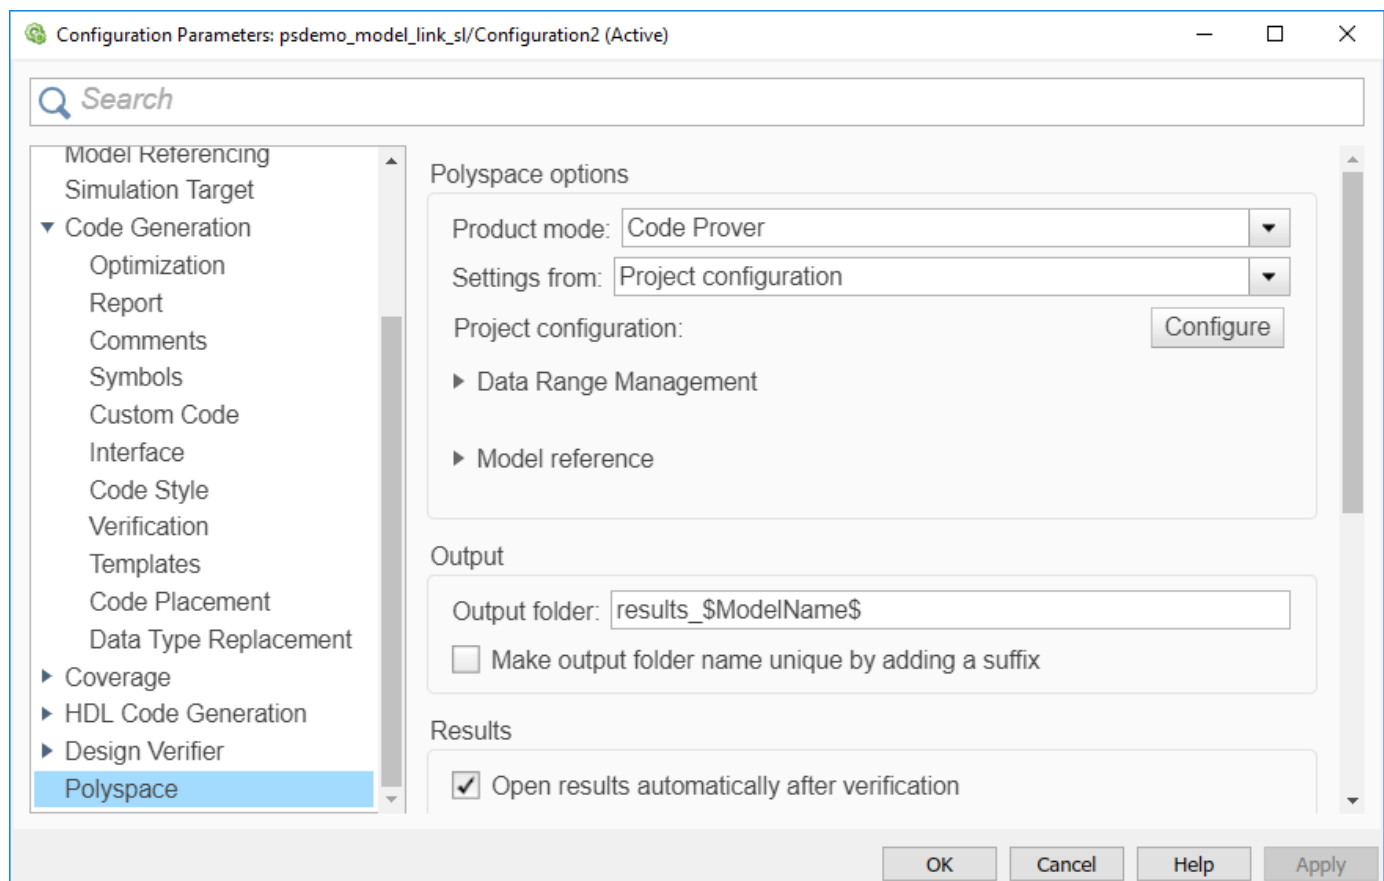 Configuration Parameters: psdemo_model_link_sl/Configuration2 (Active)
Search
Model Referencing
Simulation Target
Code Generation
Optimization
Report
Comments
Symbols
Custom Code
Interface
Code Style
Verification
Templates
Code Placement
Data Type Replacement
Coverage
HDL Code Generation
Design Verifier
Polyspace
Polyspace options
Product mode: Code Prover
Settings from: Project configuration
Project configuration: Configure
Data Range Management
Model reference
Output
Output folder: results_$ModelName$
Make output folder name unique by adding a suffix
Results
Open results automatically after verification
OK Cancel Help Apply